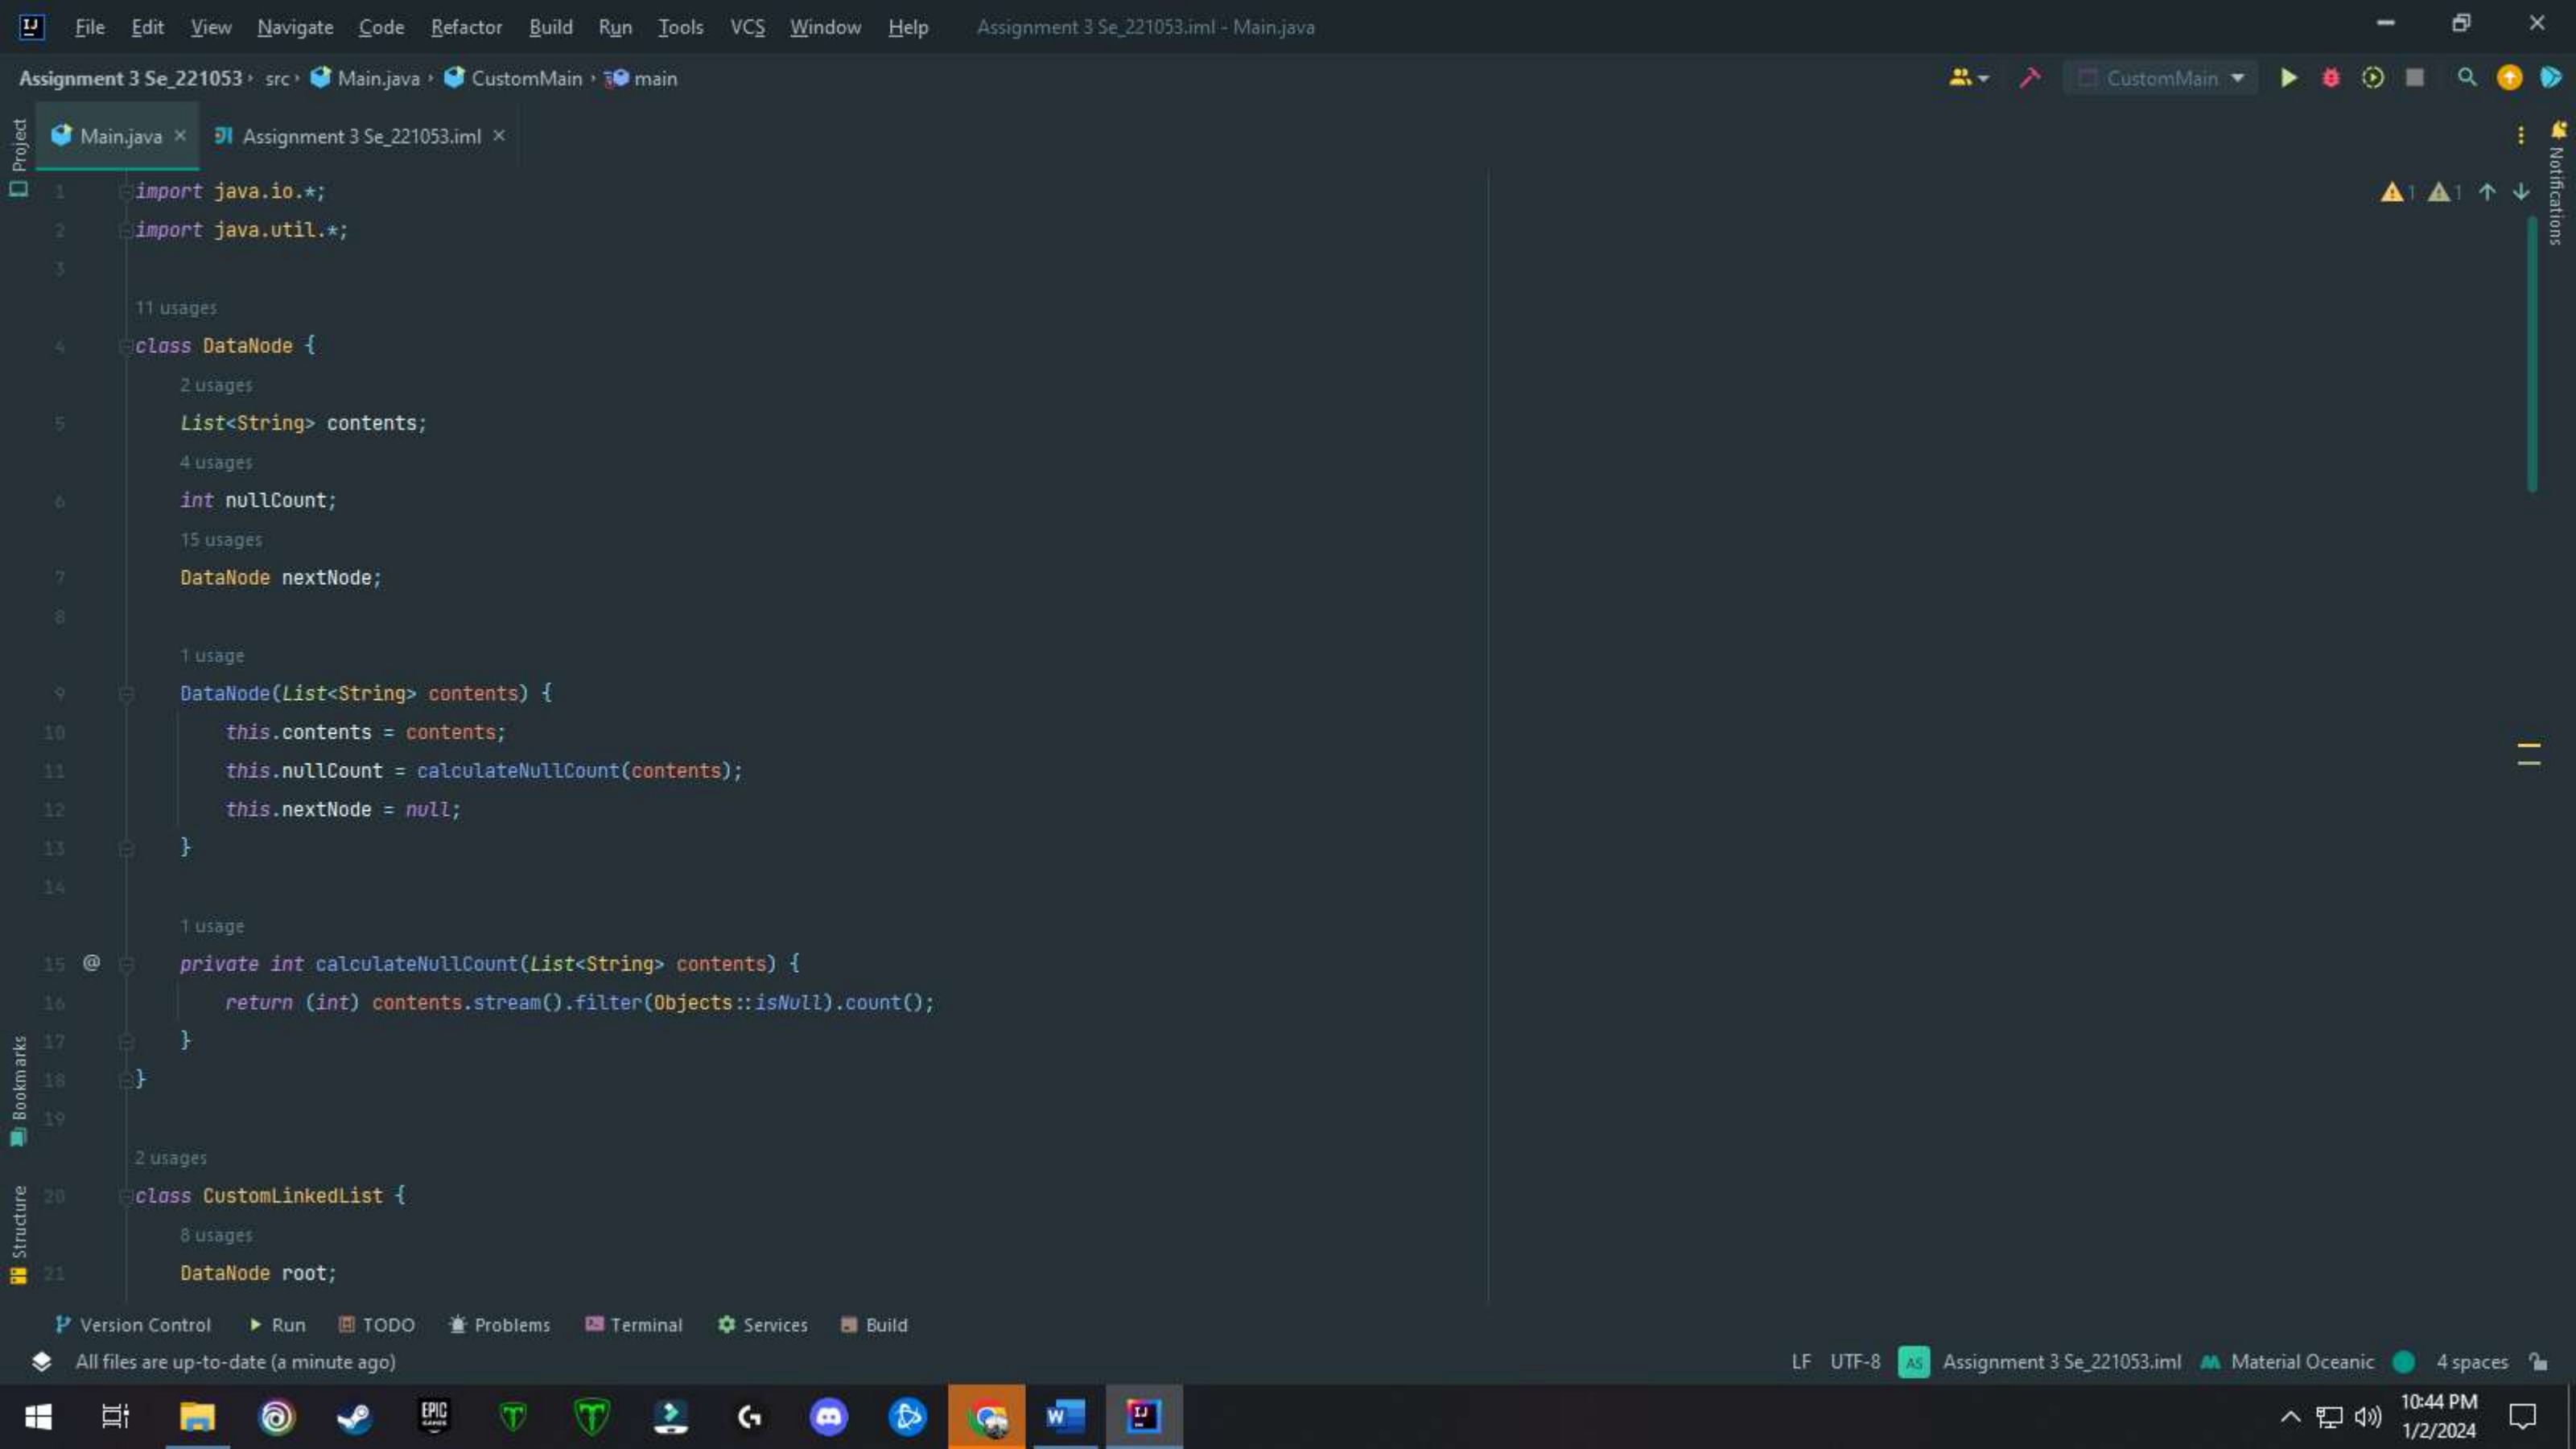 File Edit View Navigate Code Refactor Build Run Tools VCS Window Help Assignment 3 Se_221053.iml - Main.java
Assignment 3 Se_221053 › src › Main.java › CustomMain › main CustomMain
Project
Main.java × Assignment 3 Se_221053.iml ×
Notifications
1 import java.io.*; 1 1
2 import java.util.*;
3
11 usages
4 class DataNode {
2 usages
5 List<String> contents;
4 usages
6 int nullCount;
15 usages
7 DataNode nextNode;
8
1 usage
9 DataNode(List<String> contents) {
10 this.contents = contents;
11 this.nullCount = calculateNullCount(contents);
12 this.nextNode = null;
13 }
14
1 usage
15 @ private int calculateNullCount(List<String> contents) {
16 return (int) contents.stream().filter(Objects::isNull).count();
17 }
18 }
19
2 usages
20 class CustomLinkedList {
8 usages
21 DataNode root;
Bookmarks
Structure
Version Control Run TODO Problems Terminal Services Build
All files are up-to-date (a minute ago) LF UTF-8 AS Assignment 3 Se_221053.iml Material Oceanic 4 spaces
EPIC GAMES W IJ 10:44 PM
1/2/2024